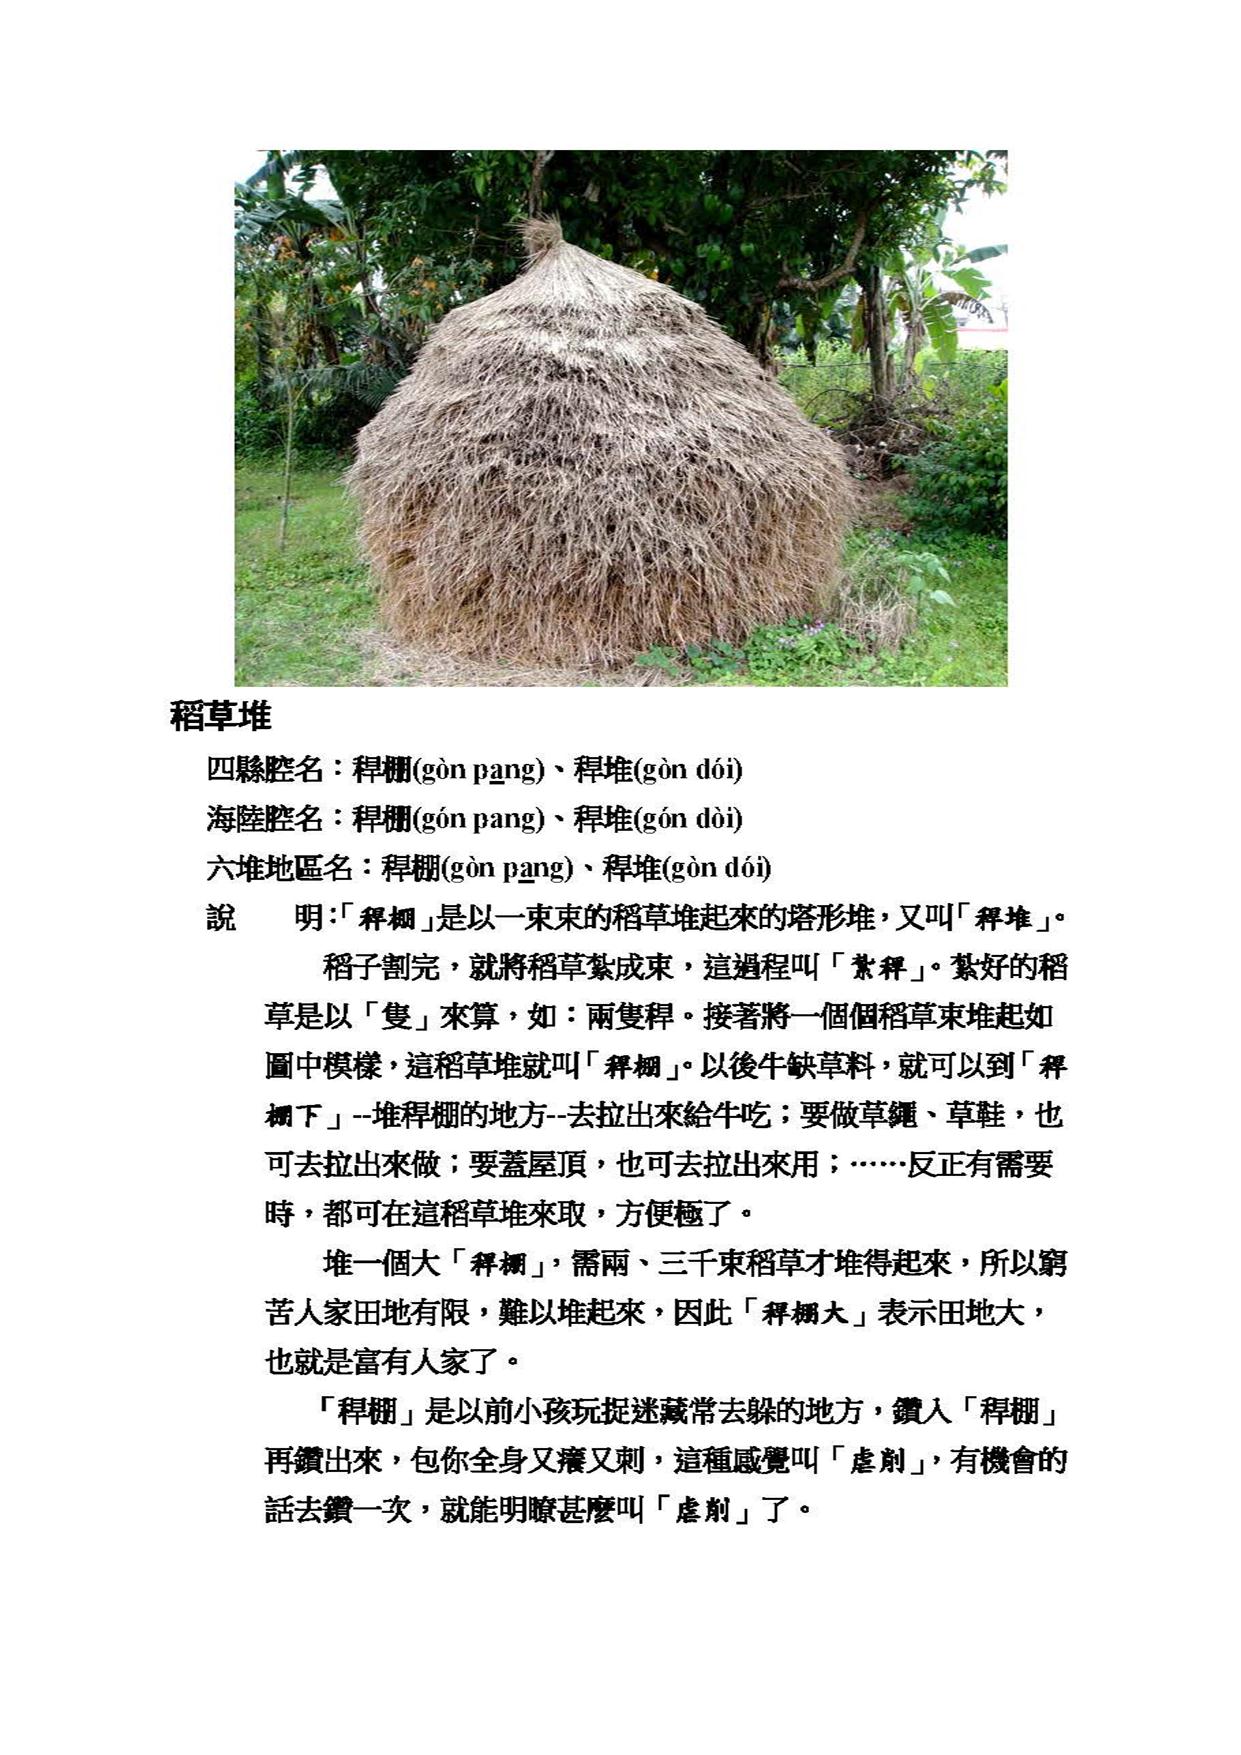 稻草堆
四縣腔名：稈棚(gòn pang)、稈堆(gòn dói)
海陸腔名：稈棚(gón pang)、稈堆(gón dòi)
六堆地區名：稈棚(gòn pang)、稈堆(gòn dói)
說　　明：「稈棚」是以一束束的稻草堆起來的塔形堆，又叫「稈堆」。
稻子割完，就將稻草紮成束，這過程叫「紮稈」。紮好的稻
草是以「隻」來算，如：兩隻稈。接著將一個個稻草束堆起如
圖中模樣，這稻草堆就叫「稈棚」。以後牛缺草料，就可以到「稈
棚下」--堆稈棚的地方--去拉出來給牛吃；要做草繩、草鞋，也
可去拉出來做；要蓋屋頂，也可去拉出來用；……反正有需要
時，都可在這稻草堆來取，方便極了。
堆一個大「稈棚」，需兩、三千束稻草才堆得起來，所以窮
苦人家田地有限，難以堆起來，因此「稈棚大」表示田地大，
也就是富有人家了。
「稈棚」是以前小孩玩捉迷藏常去躲的地方，鑽入「稈棚」
再鑽出來，包你全身又癢又刺，這種感覺叫「虐削」，有機會的
話去鑽一次，就能明瞭甚麼叫「虐削」了。